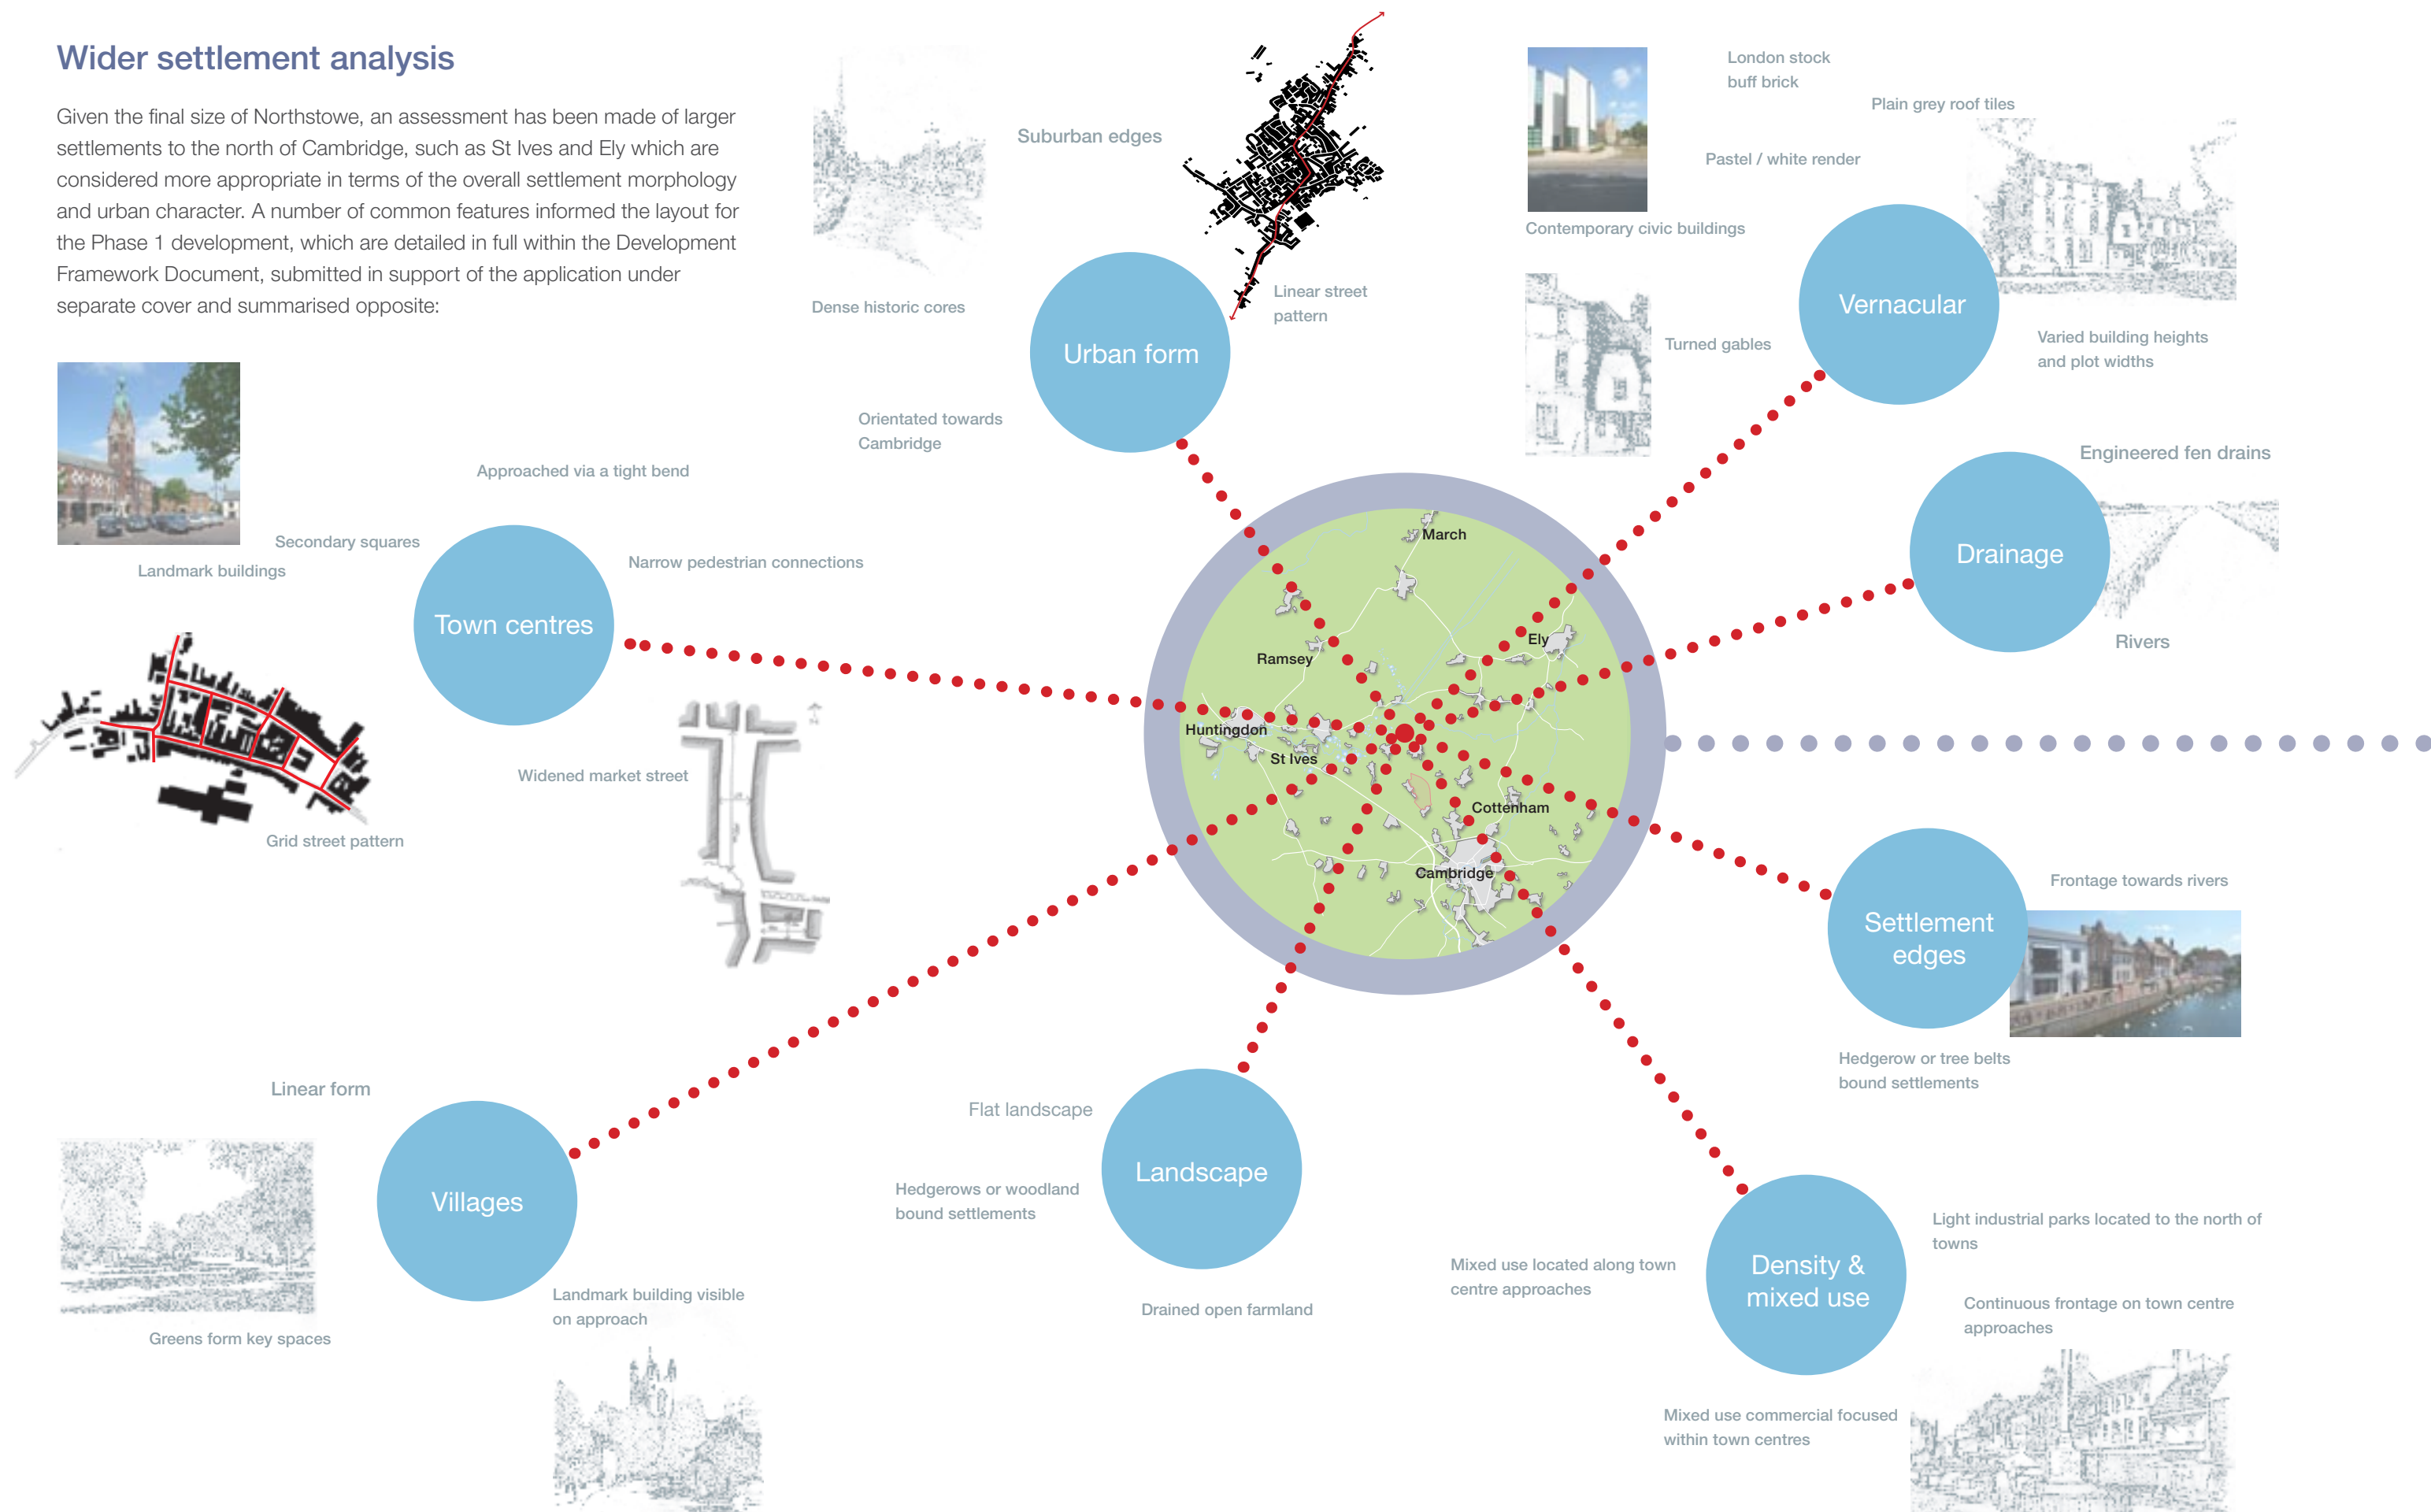 Wider settlement analysis
Given the final size of Northstowe, an assessment has been made of larger
settlements to the north of Cambridge, such as St Ives and Ely which are
considered more appropriate in terms of the overall settlement morphology
and urban character. A number of common features informed the layout for
the Phase 1 development, which are detailed in full within the Development
Framework Document, submitted in support of the application under
separate cover and summarised opposite:
Suburban edges
Dense historic cores
Linear street
pattern
Urban form
Orientated towards
Cambridge
London stock
buff brick
Plain grey roof tiles
Pastel / white render
Contemporary civic buildings
Vernacular
Turned gables
Varied building heights
and plot widths
Approached via a tight bend
Secondary squares
Landmark buildings
Narrow pedestrian connections
Town centres
Widened market street
Grid street pattern
Engineered fen drains
Drainage
Rivers
March
Ely
Ramsey
Huntingdon
St Ives
Cottenham
Cambridge
Frontage towards rivers
Settlement
edges
Hedgerow or tree belts
bound settlements
Linear form
Villages
Landmark building visible
on approach
Greens form key spaces
Flat landscape
Landscape
Hedgerows or woodland
bound settlements
Drained open farmland
Light industrial parks located to the north of
towns
Mixed use located along town
centre approaches
Density &
mixed use
Continuous frontage on town centre
approaches
Mixed use commercial focused
within town centres